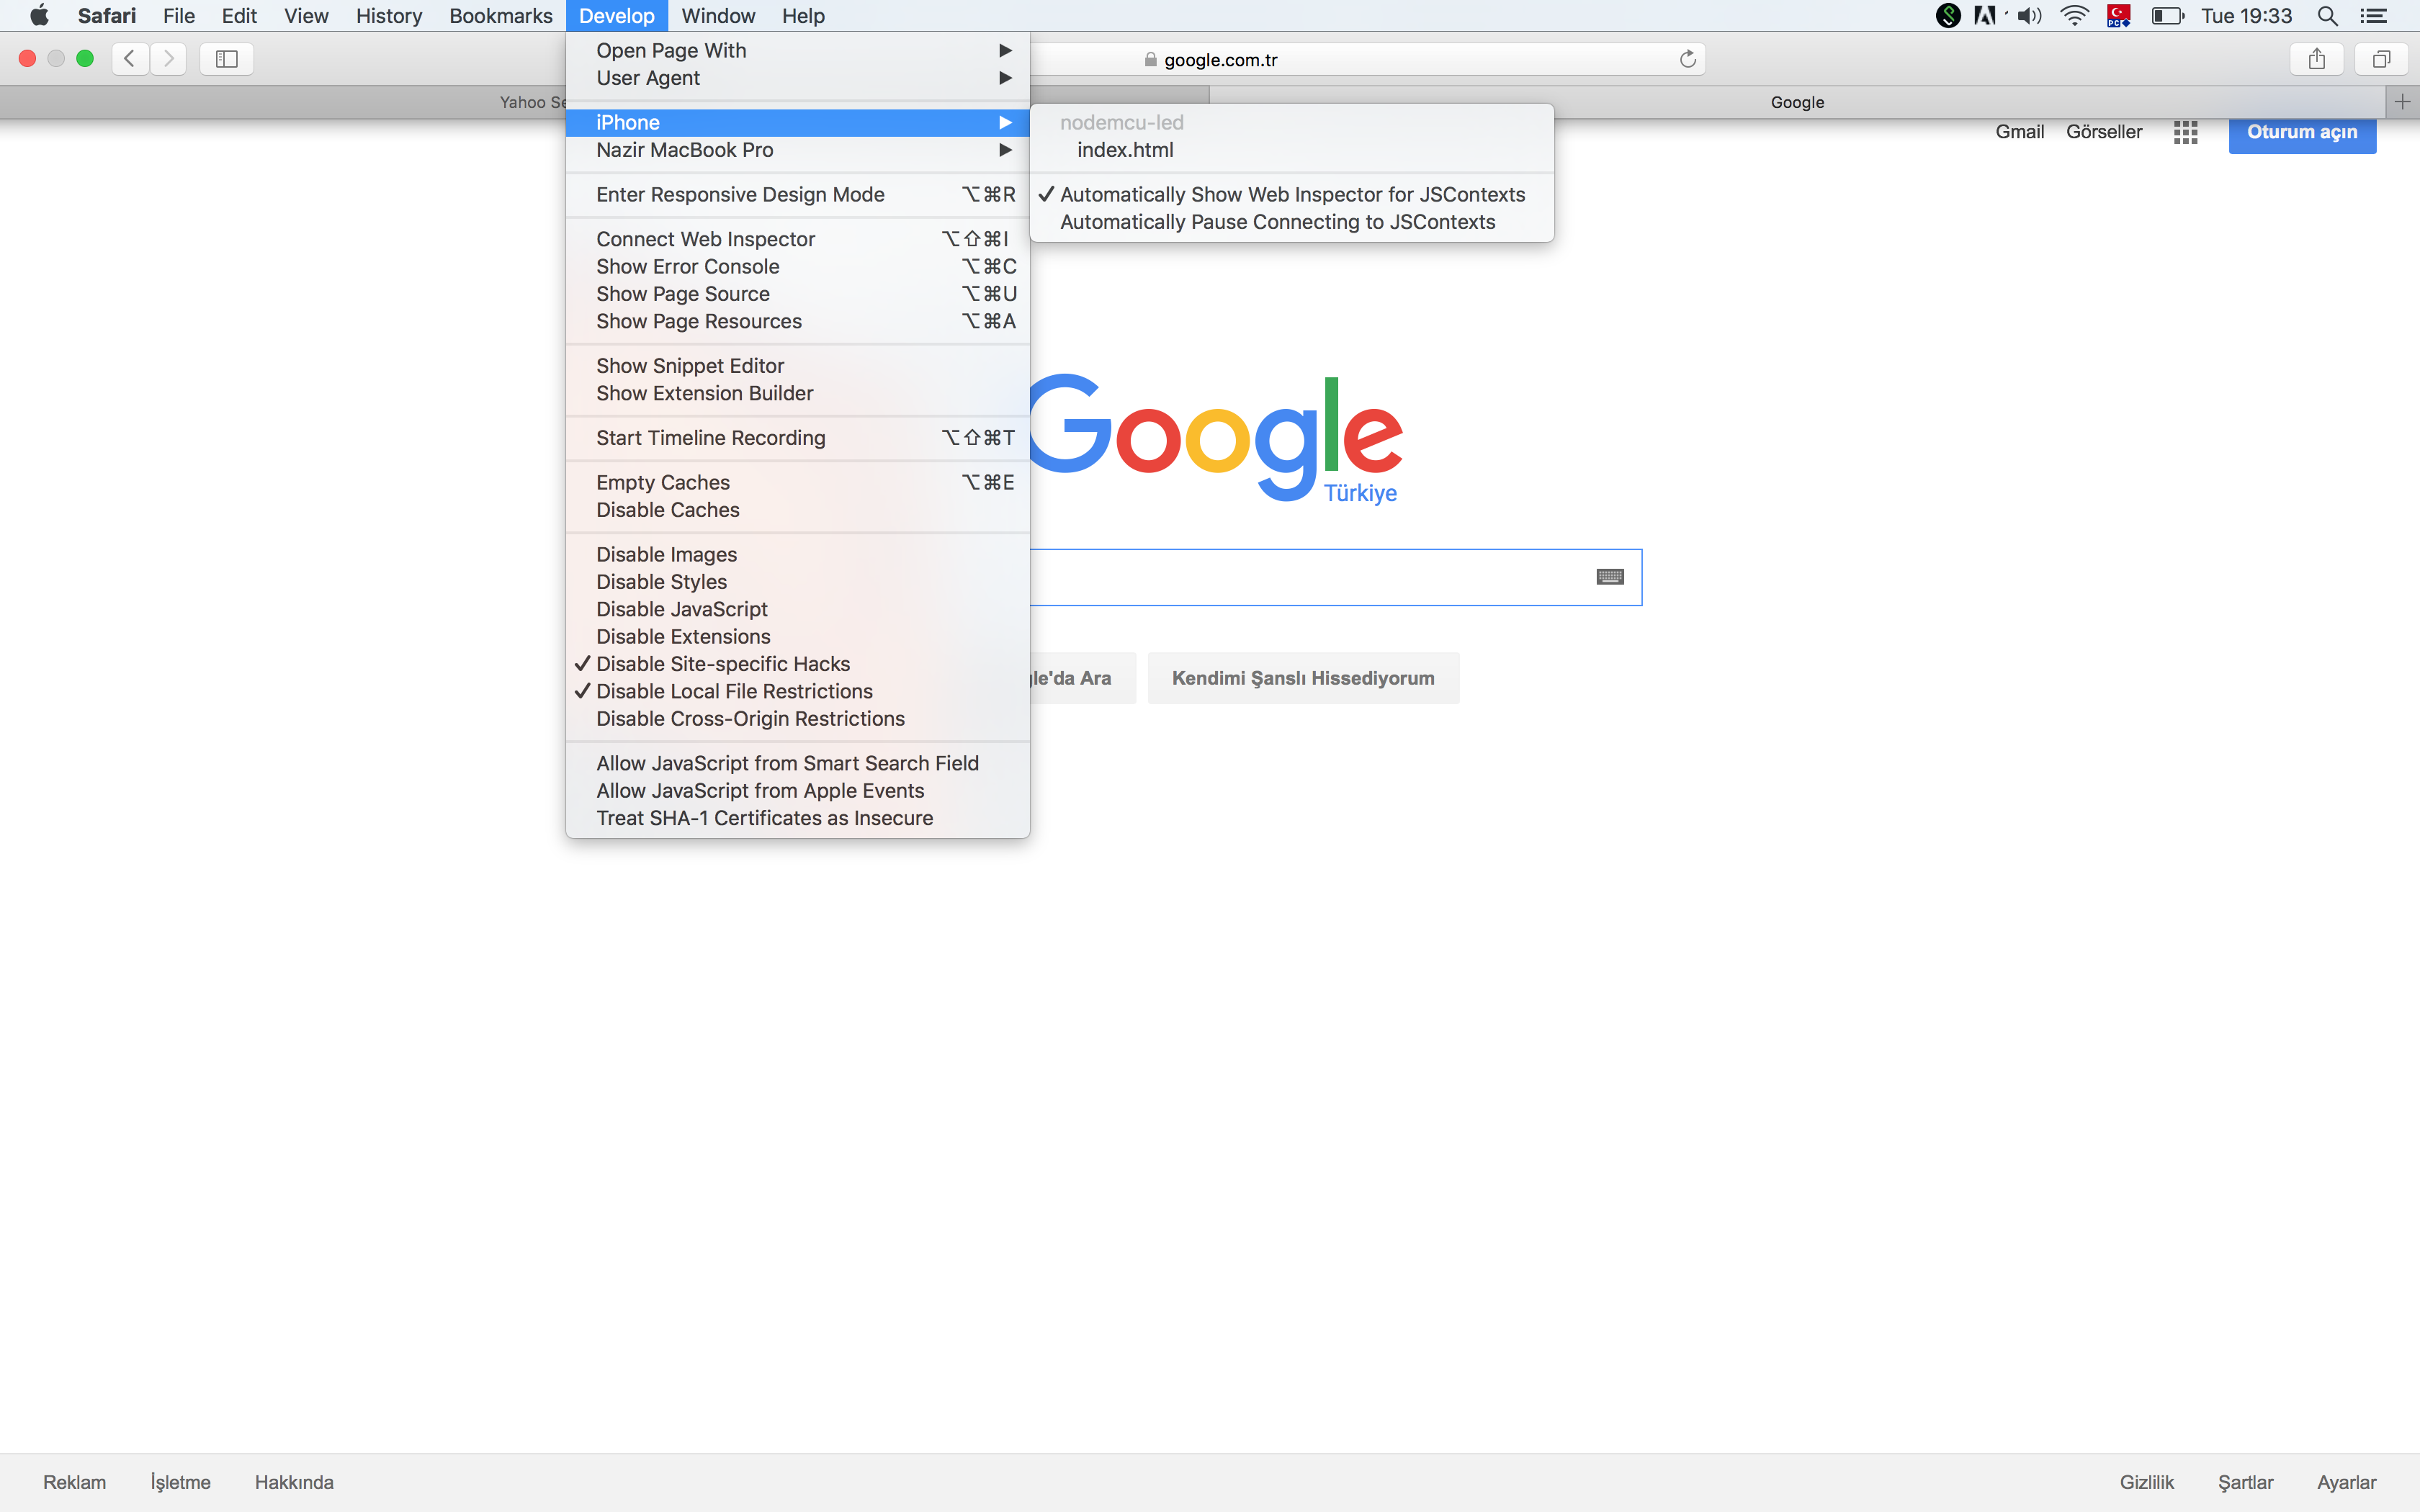 Safari File Edit View History Bookmarks Develop Window Help Tue 19:33
google.com.tr
Yahoo Se
Google
Gmail Görseller Oturum açın
Open Page With
User Agent
iPhone
Nazir MacBook Pro
Enter Responsive Design Mode ⌥⌘R
Connect Web Inspector ⌥⇧⌘I
Show Error Console ⌥⌘C
Show Page Source ⌥⌘U
Show Page Resources ⌥⌘A
Show Snippet Editor
Show Extension Builder
Start Timeline Recording ⌥⇧⌘T
Empty Caches ⌥⌘E
Disable Caches
Disable Images
Disable Styles
Disable JavaScript
Disable Extensions
✓ Disable Site-specific Hacks
✓ Disable Local File Restrictions
Disable Cross-Origin Restrictions
Allow JavaScript from Smart Search Field
Allow JavaScript from Apple Events
Treat SHA-1 Certificates as Insecure
nodemcu-led
index.html
✓ Automatically Show Web Inspector for JSContexts
Automatically Pause Connecting to JSContexts
Google
Türkiye
gle'da Ara Kendimi Şanslı Hissediyorum
Reklam İşletme Hakkında Gizlilik Şartlar Ayarlar